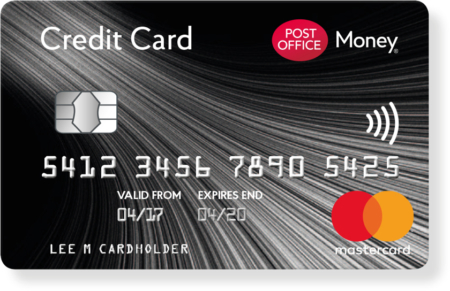 Credit Card
POST OFFICE Money
5412 3456 7890 5425
VALID FROM EXPIRES END
04/17 04/20
LEE M CARDHOLDER
mastercard